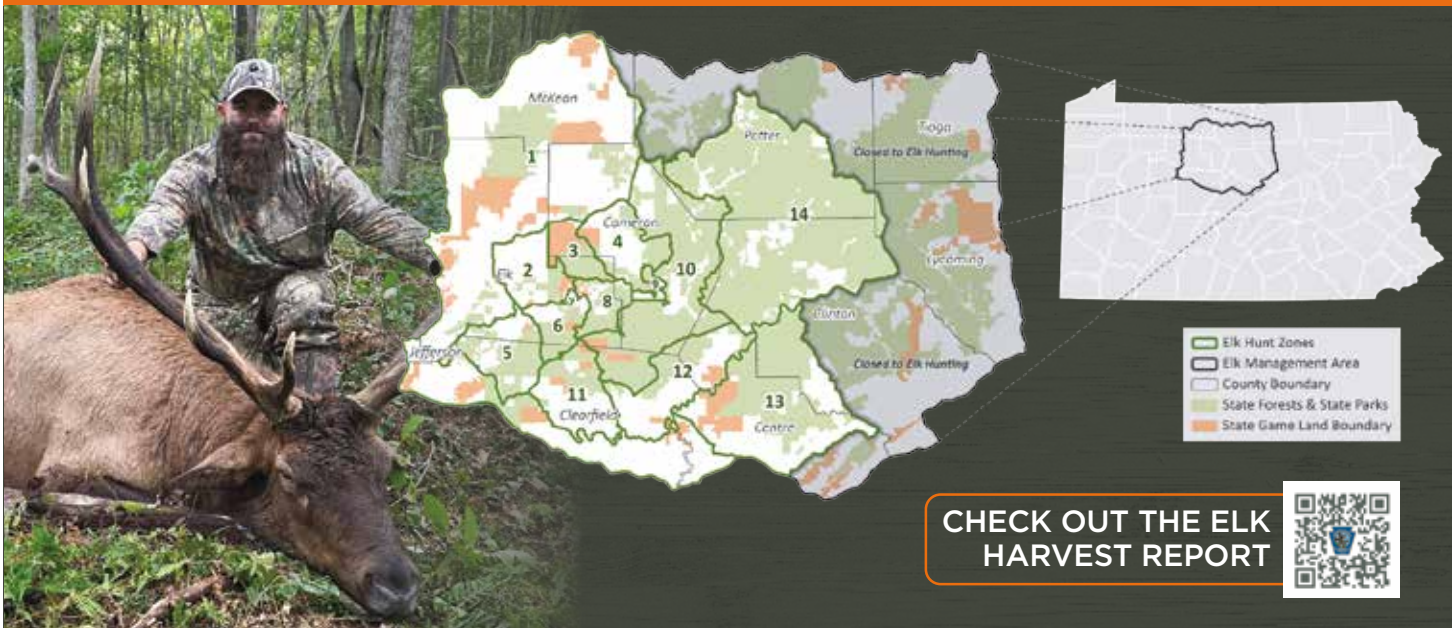 McKean
1
Potter
Tioga
Closed to Elk Hunting
14
Cameron
4
3
Elk
2
10
Lycoming
9
7
8
6
Clinton
Jefferson
5
12
Closed to Elk Hunting
11
Clearfield
13
Centre
Elk Hunt Zones
Elk Management Area
County Boundary
State Forests & State Parks
State Game Land Boundary
CHECK OUT THE ELK
HARVEST REPORT